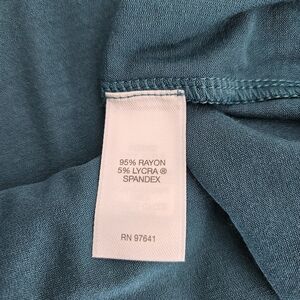 95% RAYON
5% LYCRA ®
SPANDEX
RN 97641